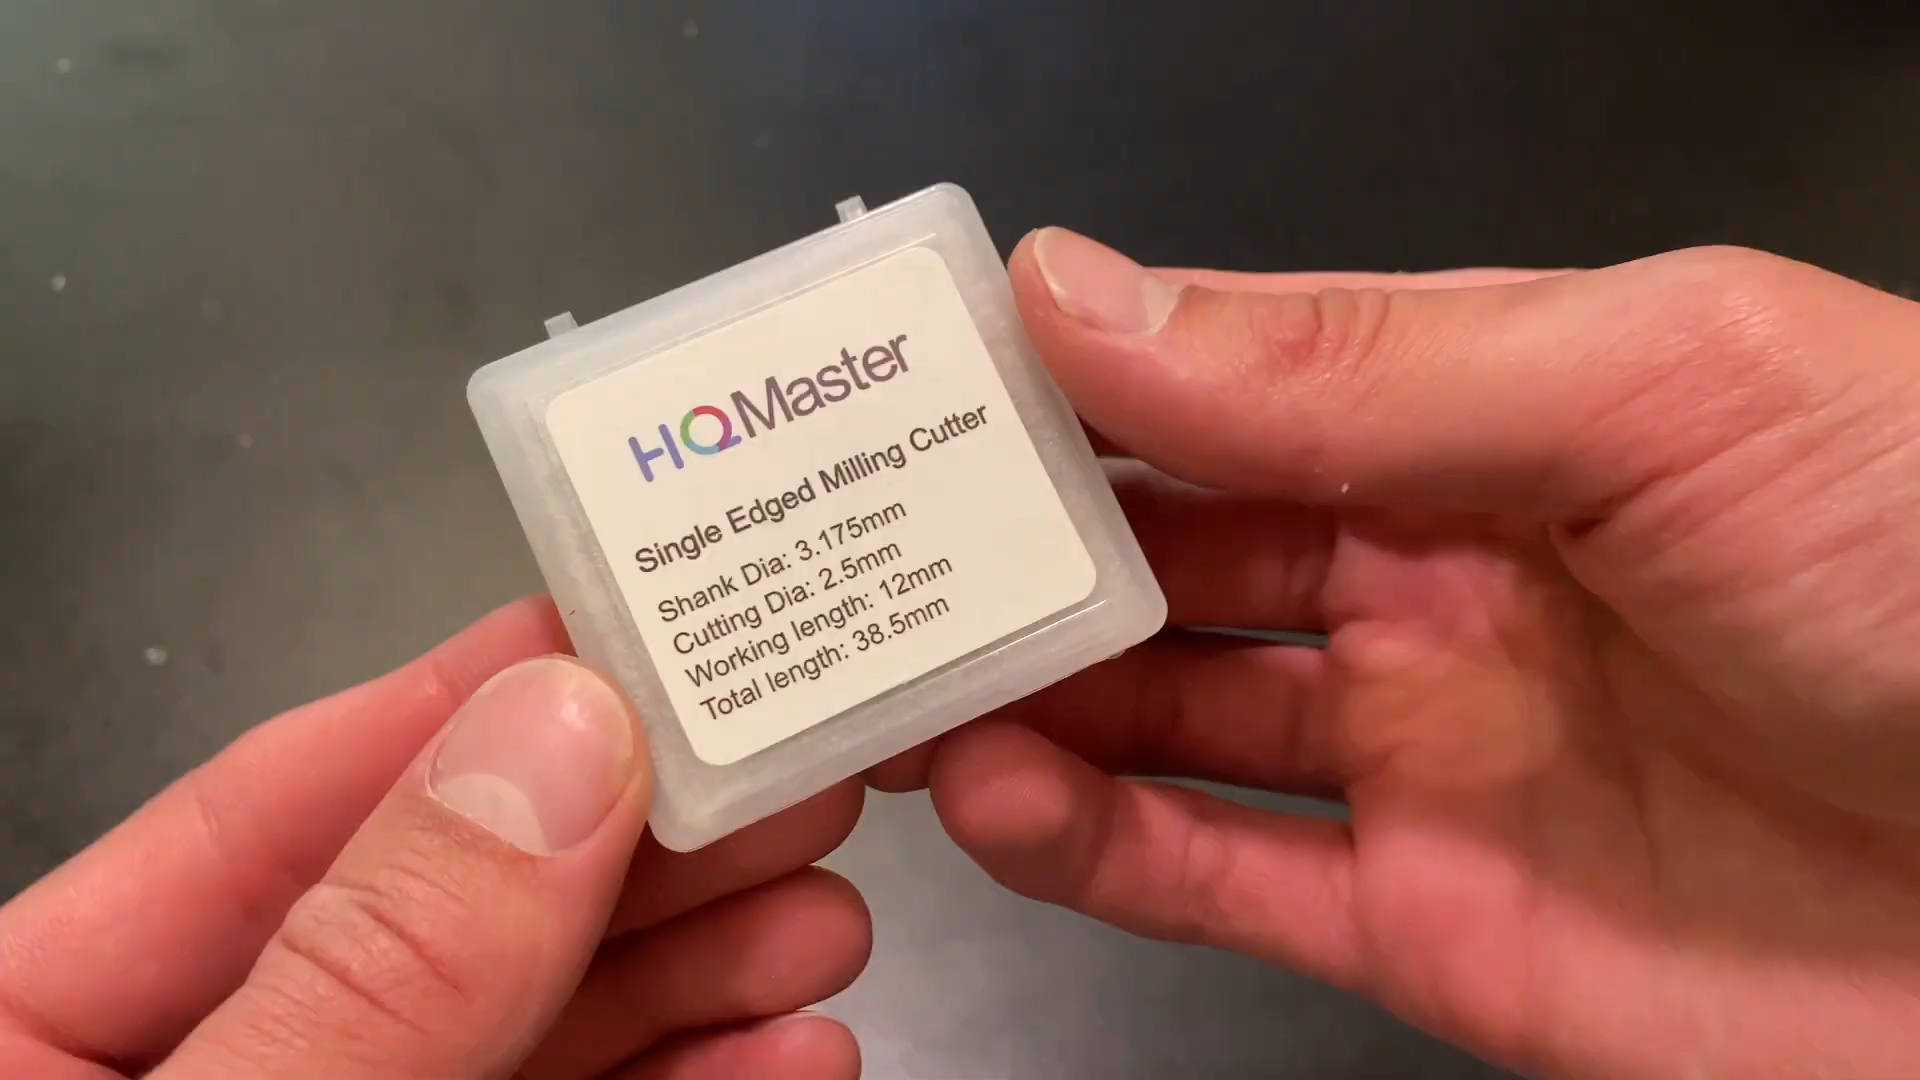 HQMaster
Single Edged Milling Cutter
Shank Dia: 3.175mm
Cutting Dia: 2.5mm
Working length: 12mm
Total length: 38.5mm